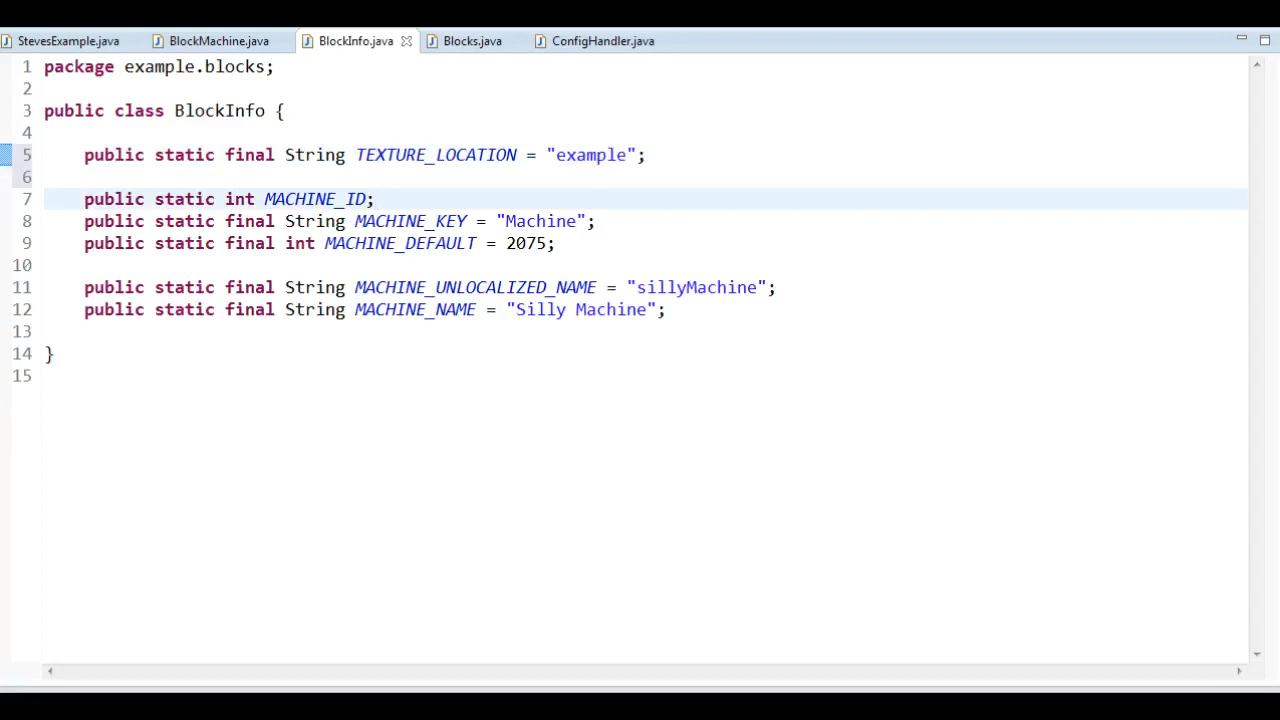 StevesExample.java BlockMachine.java BlockInfo.java Blocks.java ConfigHandler.java
1 package example.blocks;
2
3 public class BlockInfo {
4
5 public static final String TEXTURE_LOCATION = "example";
6
7 public static int MACHINE_ID;
8 public static final String MACHINE_KEY = "Machine";
9 public static final int MACHINE_DEFAULT = 2075;
10
11 public static final String MACHINE_UNLOCALIZED_NAME = "sillyMachine";
12 public static final String MACHINE_NAME = "Silly Machine";
13
14 }
15